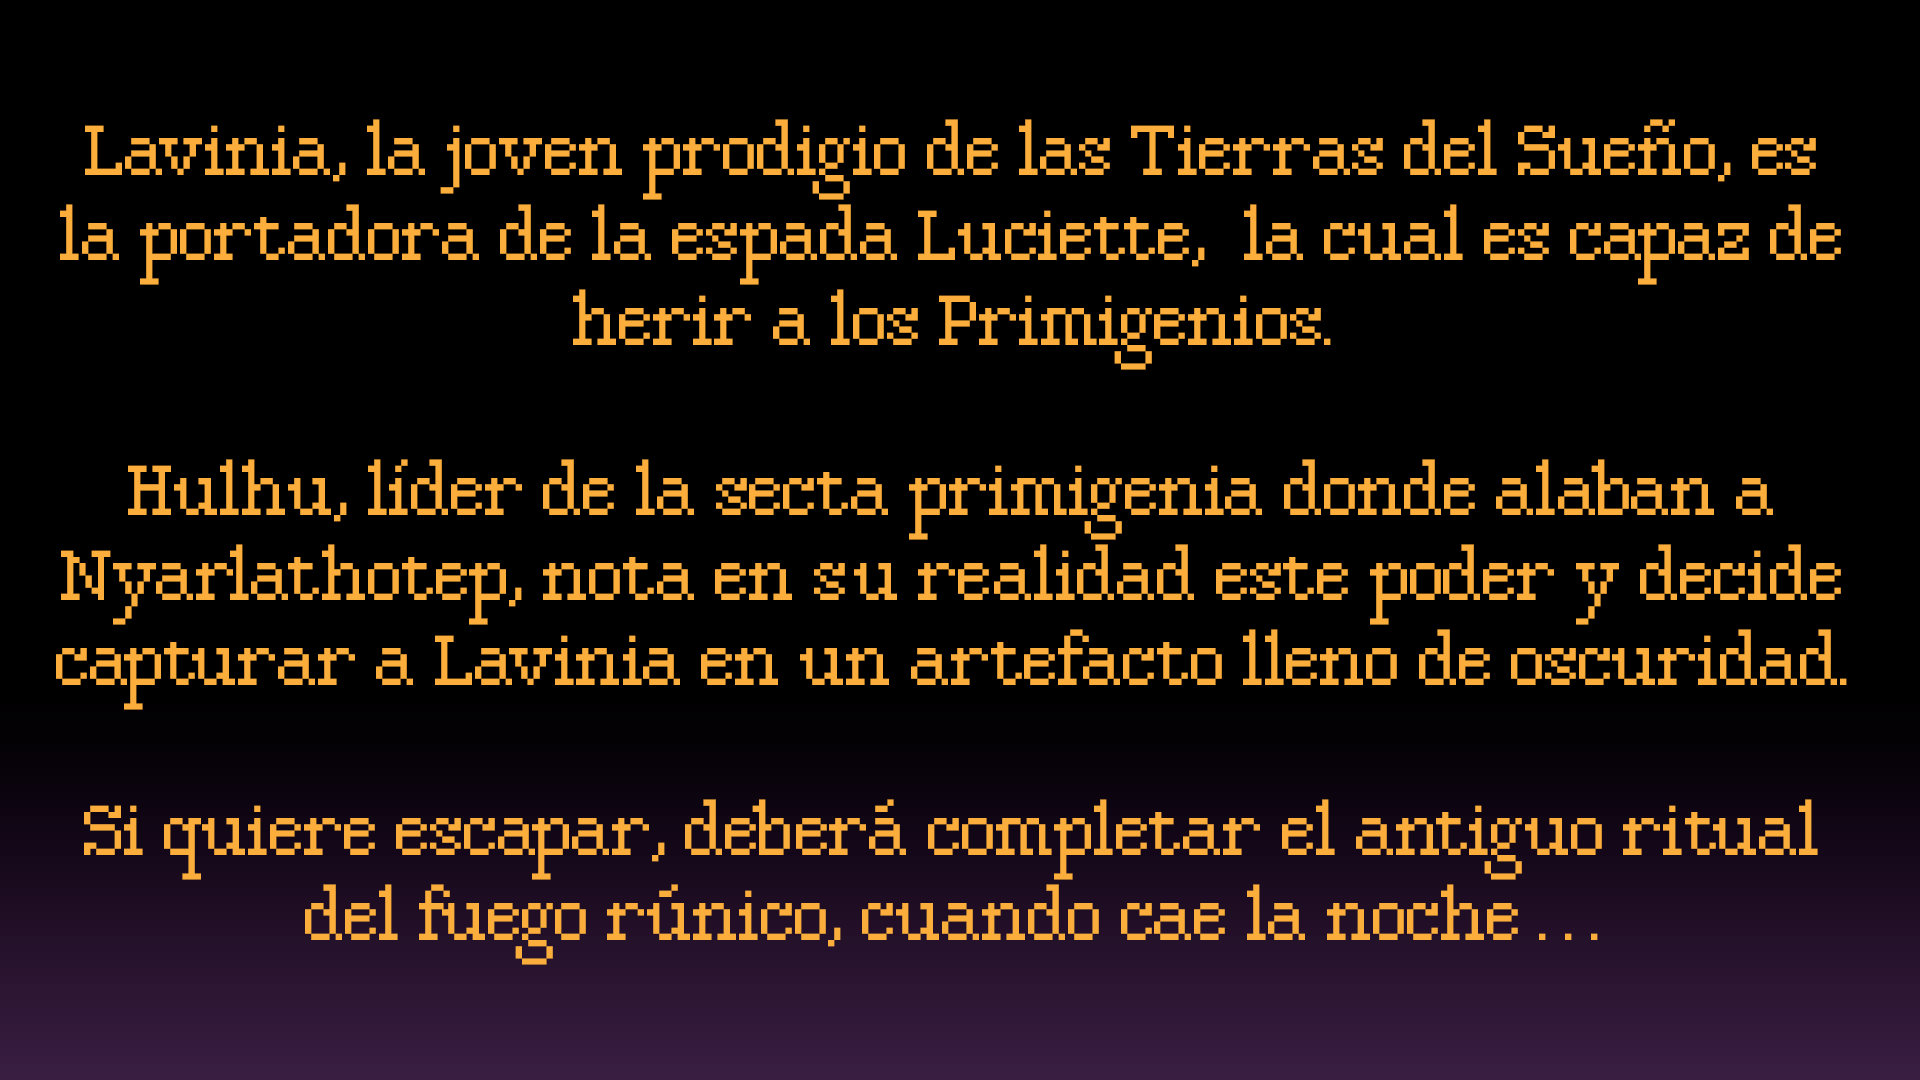 Lavinia, la joven prodigio de las Tierras del Sueño, es
la portadora de la espada Luciette,  la cual es capaz de
herir a los Primigenios.
Hulhu, líder de la secta primigenia donde alaban a
Nyarlathotep, nota en su realidad este poder y decide
capturar a Lavinia en un artefacto lleno de oscuridad.
Si quiere escapar, deberá completar el antiguo ritual
del fuego rúnico, cuando cae la noche...